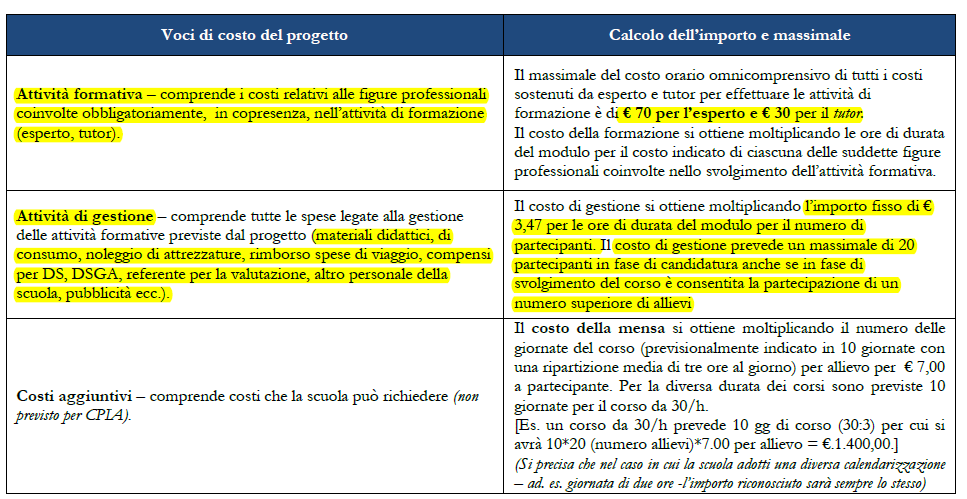 Voci di costo del progetto
Calcolo dell'importo e massimale
Attività formativa – comprende i costi relativi alle figure professionali
coinvolte obbligatoriamente, in copresenza, nell'attività di formazione
(esperto, tutor).
Il massimale del costo orario omnicomprensivo di tutti i costi
sostenuti da esperto e tutor per effettuare le attività di
formazione è di € 70 per l'esperto e € 30 per il tutor.
Il costo della formazione si ottiene moltiplicando le ore di durata
del modulo per il costo indicato di ciascuna delle suddette figure
professionali coinvolte nello svolgimento dell'attività formativa.
Attività di gestione – comprende tutte le spese legate alla gestione
delle attività formative previste dal progetto (materiali didattici, di
consumo, noleggio di attrezzature, rimborso spese di viaggio, compensi
per DS, DSGA, referente per la valutazione, altro personale della
scuola, pubblicità ecc.).
Il costo di gestione si ottiene moltiplicando l'importo fisso di €
3,47 per le ore di durata del modulo per il numero di
partecipanti. Il costo di gestione prevede un massimale di 20
partecipanti in fase di candidatura anche se in fase di
svolgimento del corso è consentita la partecipazione di un
numero superiore di allievi
Costi aggiuntivi – comprende costi che la scuola può richiedere (non
previsto per CPIA).
Il costo della mensa si ottiene moltiplicando il numero delle
giornate del corso (previsionalmente indicato in 10 giornate con
una ripartizione media di tre ore al giorno) per allievo per € 7,00
a partecipante. Per la diversa durata dei corsi sono previste 10
giornate per il corso da 30/h.
[Es. un corso da 30/h prevede 10 gg di corso (30:3) per cui si
avrà 10*20 (numero allievi)*7.00 per allievo = €.1.400,00.]
(Si precisa che nel caso in cui la scuola adotti una diversa calendarizzazione
– ad. es. giornata di due ore -l'importo riconosciuto sarà sempre lo stesso)